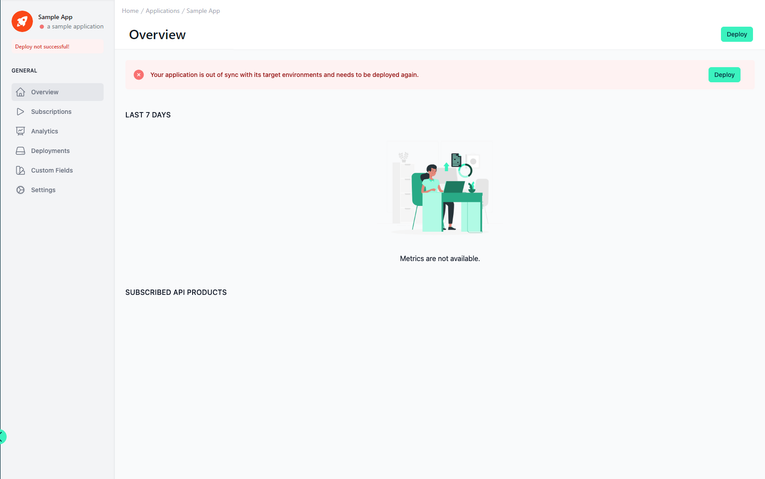 Sample App
a sample application
Deploy not successful!
GENERAL
Overview
Subscriptions
Analytics
Deployments
Custom Fields
Settings
Home / Applications / Sample App
Overview
Deploy
Your application is out of sync with its target environments and needs to be deployed again.
Deploy
LAST 7 DAYS
Metrics are not available.
SUBSCRIBED API PRODUCTS